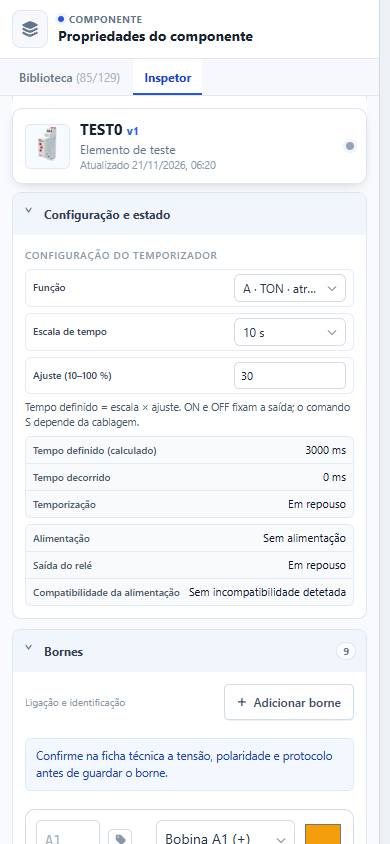 COMPONENTE
Propriedades do componente
Biblioteca (85/129)
Inspetor
TEST0 v1
Elemento de teste
Atualizado 21/11/2026, 06:20
Configuração e estado
CONFIGURAÇÃO DO TEMPORIZADOR
Função
A · TON · atr...
Escala de tempo
10 s
Ajuste (10–100 %)
30
Tempo definido = escala × ajuste. ON e OFF fixam a saída; o comando
S depende da cablagem.
Tempo definido (calculado) 3000 ms
Tempo decorrido 0 ms
Temporização Em repouso
Alimentação Sem alimentação
Saída do relé Em repouso
Compatibilidade da alimentação Sem incompatibilidade detetada
Bornes 9
Ligação e identificação
+ Adicionar borne
Confirme na ficha técnica a tensão, polaridade e protocolo
antes de guardar o borne.
A1
Bobina A1 (+)